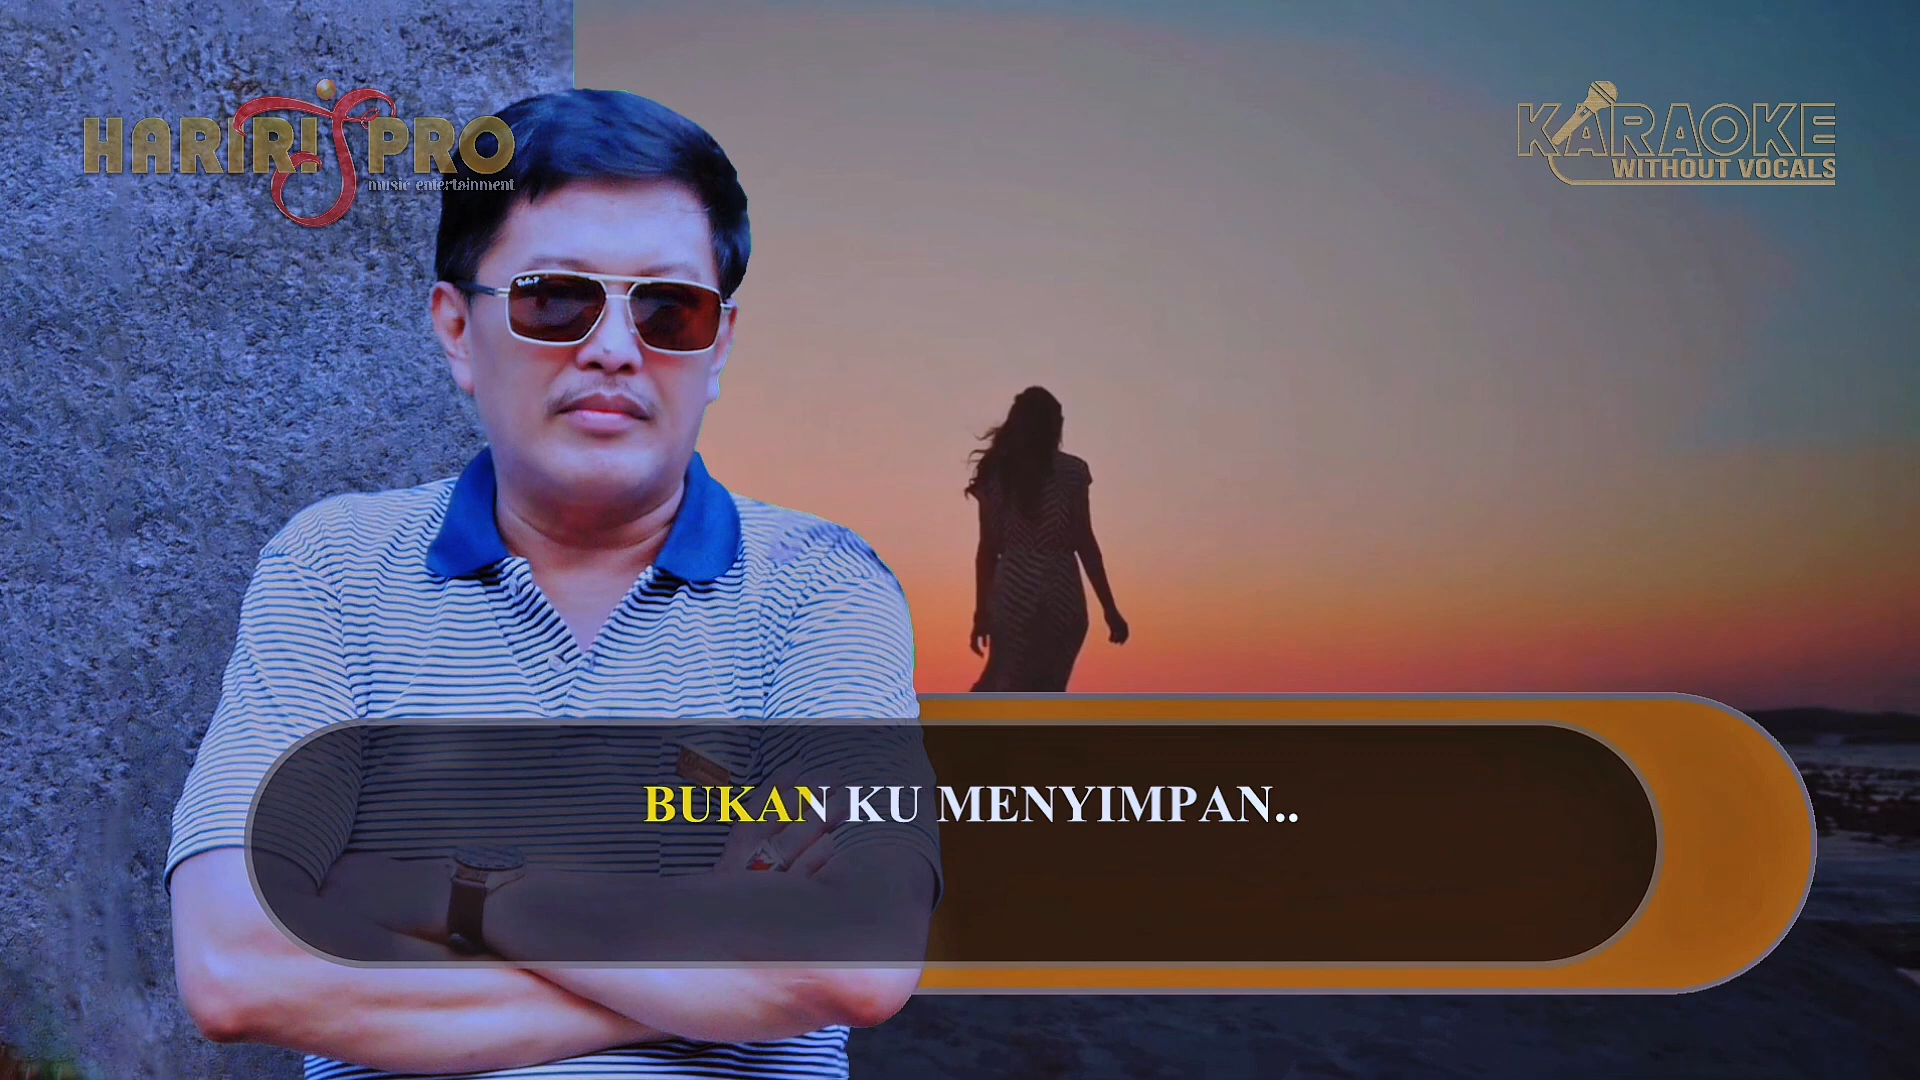 HARIRI PRO
music entertainment
KARAOKE
WITHOUT VOCALS
BUKAN KU MENYIMPAN..